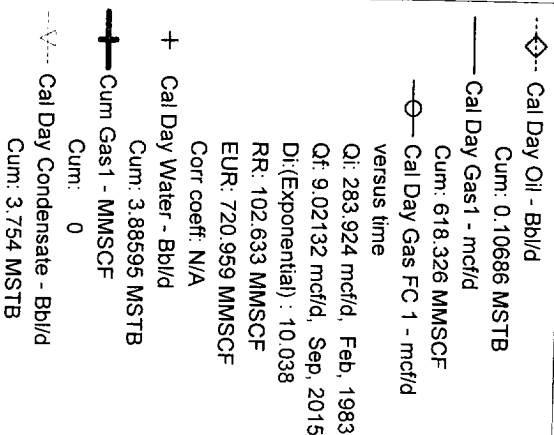 Cal Day Oil - Bbl/d
Cum: 0.10686 MSTB
Cal Day Gas1 - mcf/d
Cum: 618.326 MMSCF
Cal Day Gas FC 1 - mcf/d
versus time
Qi: 283.924 mcf/d, Feb, 1983
Qf: 9.02132 mcf/d, Sep, 2015
Di:(Exponential) : 10.038
RR: 102.633 MMSCF
EUR: 720.959 MMSCF
Corr coeff: N/A
Cal Day Water - Bbl/d
Cum: 3.88595 MSTB
Cum Gas1 - MMSCF
Cum: 0
Cal Day Condensate - Bbl/d
Cum: 3.754 MSTB